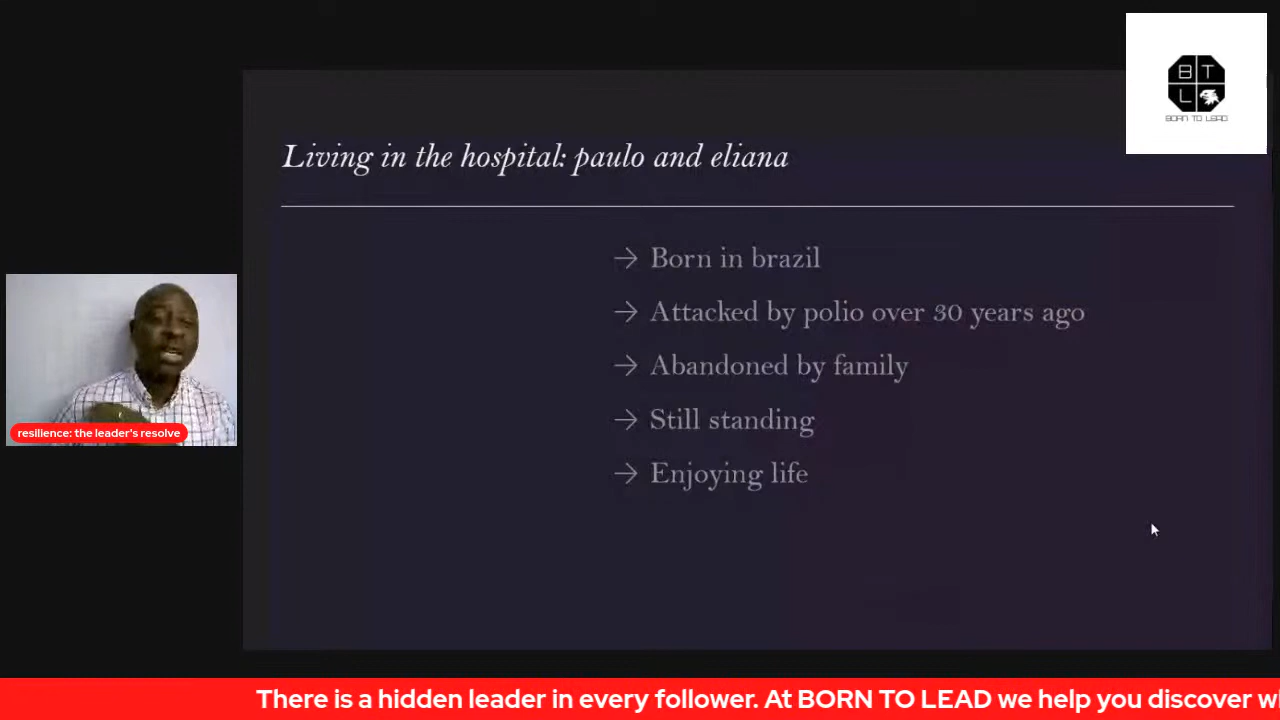 BTL
BORN TO LEAD
Living in the hospital: paulo and eliana
→ Born in brazil
→ Attacked by polio over 30 years ago
→ Abandoned by family
→ Still standing
→ Enjoying life
resilience: the leader's resolve
There is a hidden leader in every follower. At BORN TO LEAD we help you discover